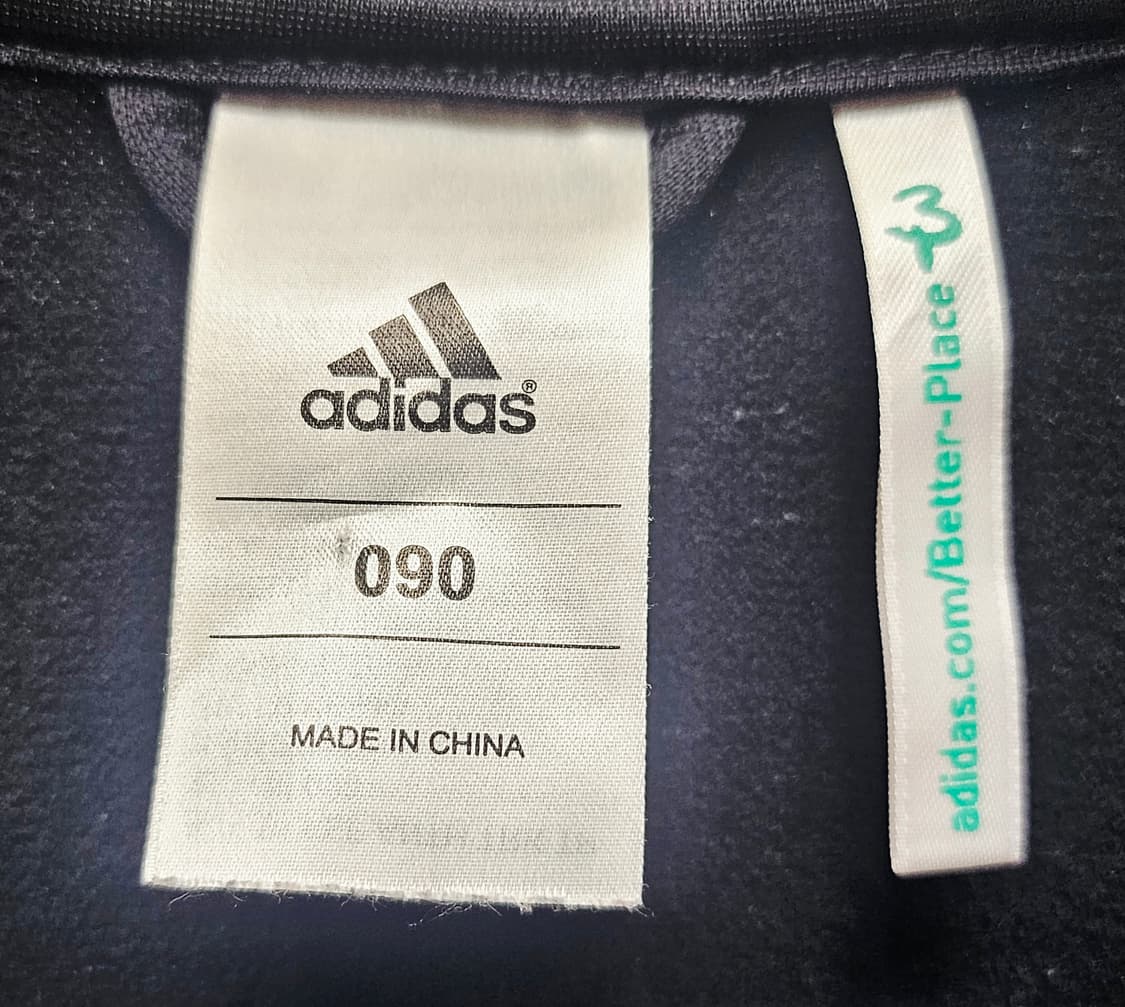 adidas®
090
MADE IN CHINA
adidas.com/Better-Place